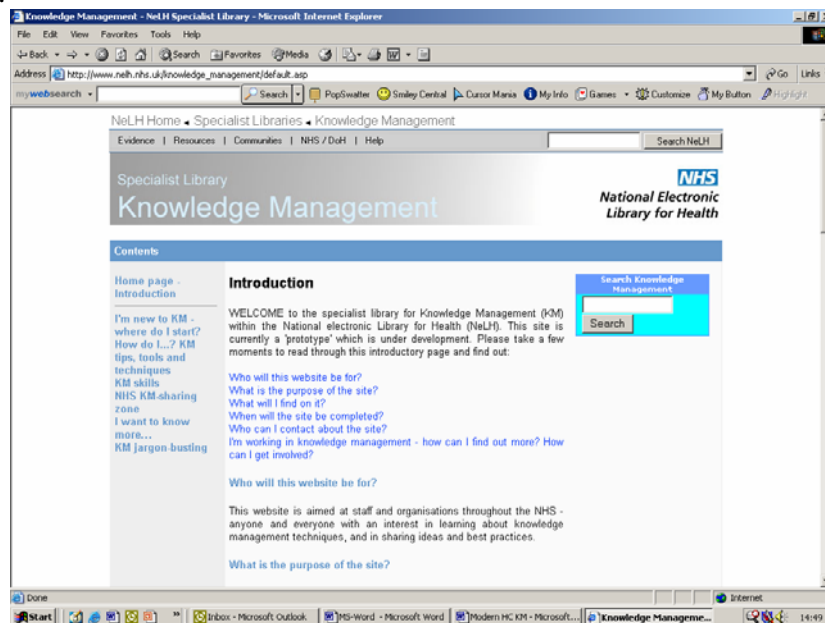 Knowledge Management - NeLH Specialist Library - Microsoft Internet Explorer
File Edit View Favorites Tools Help
Back Search Favorites Media
Address http://www.nelh.nhs.uk/knowledge_management/default.asp Go Links
mywebsearch Search PopSwatter Smiley Central Cursor Mania My Info Games Customize My Button Highlight
NeLH Home Specialist Libraries Knowledge Management
Evidence | Resources | Communities | NHS / DoH | Help Search NeLH
Specialist Library
Knowledge Management
NHS
National Electronic
Library for Health
Contents
Home page -
Introduction
I'm new to KM -
where do I start?
How do I...? KM
tips, tools and
techniques
KM skills
NHS KM-sharing
zone
I want to know
more...
KM jargon-busting
Introduction
WELCOME to the specialist library for Knowledge Management (KM)
within the National electronic Library for Health (NeLH). This site is
currently a 'prototype' which is under development. Please take a few
moments to read through this introductory page and find out:
Who will this website be for?
What is the purpose of the site?
What will I find on it?
When will the site be completed?
Who can I contact about the site?
I'm working in knowledge management - how can I find out more? How
can I get involved?
Who will this website be for?
This website is aimed at staff and organisations throughout the NHS -
anyone and everyone with an interest in learning about knowledge
management techniques, and in sharing ideas and best practices.
What is the purpose of the site?
Search Knowledge
Management
Search
Done Internet
Start Inbox - Microsoft Outlook MS-Word - Microsoft Word Modern HC KM - Microsoft... Knowledge Manageme... 14:49